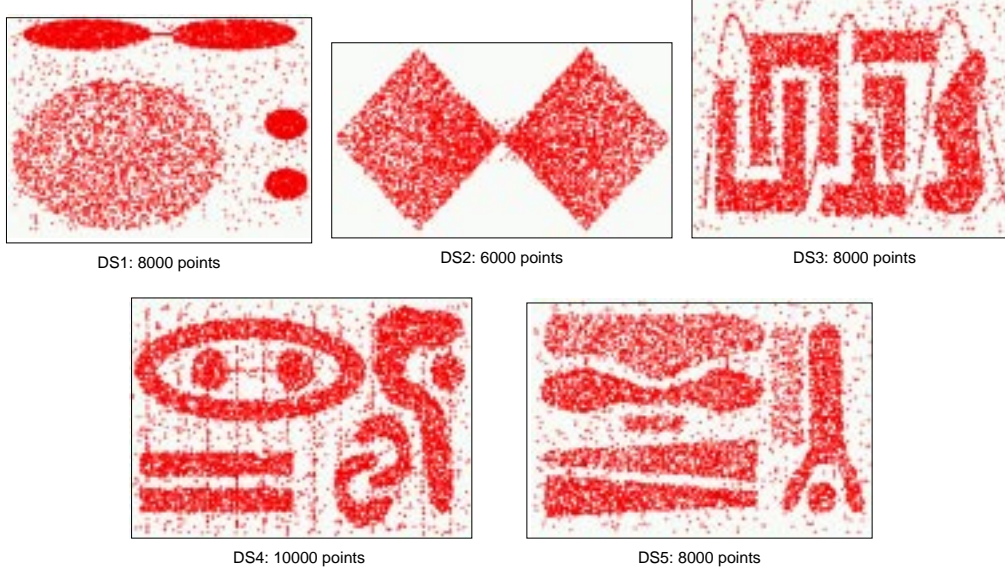 DS1: 8000 points
DS2: 6000 points
DS3: 8000 points
DS4: 10000 points
DS5: 8000 points